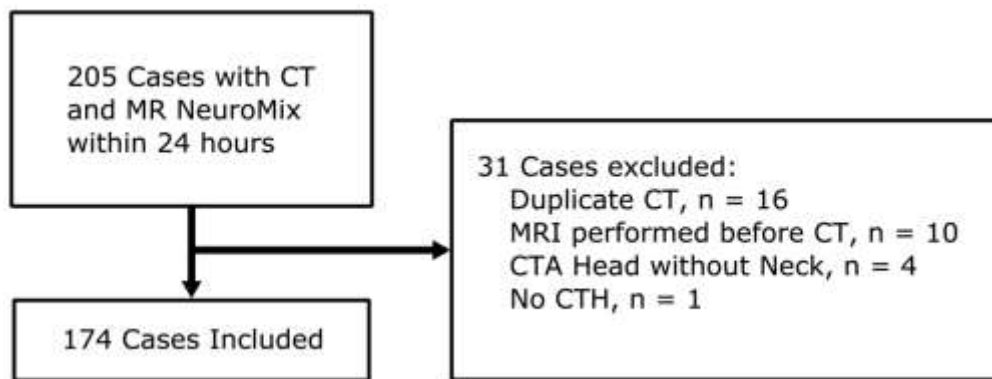 205 Cases with CT
and MR NeuroMix
within 24 hours
31 Cases excluded:
Duplicate CT, n = 16
MRI performed before CT, n = 10
CTA Head without Neck, n = 4
No CTH, n = 1
174 Cases Included